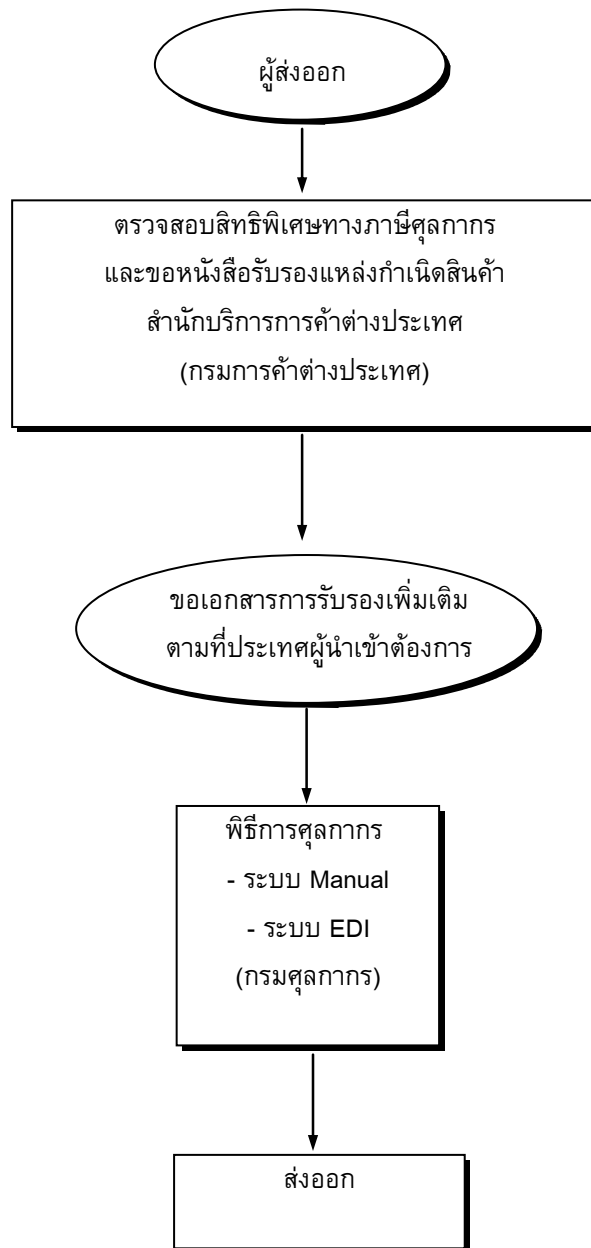 ผู้ส่งออก
ตรวจสอบสิทธิพิเศษทางภาษีศุลกากร
และขอหนังสือรับรองแหล่งกำเนิดสินค้า
สำนักบริการการค้าต่างประเทศ
(กรมการค้าต่างประเทศ)
ขอเอกสารการรับรองเพิ่มเติม
ตามที่ประเทศผู้นำเข้าต้องการ
พิธีการศุลกากร
- ระบบ Manual
- ระบบ EDI
(กรมศุลกากร)
ส่งออก